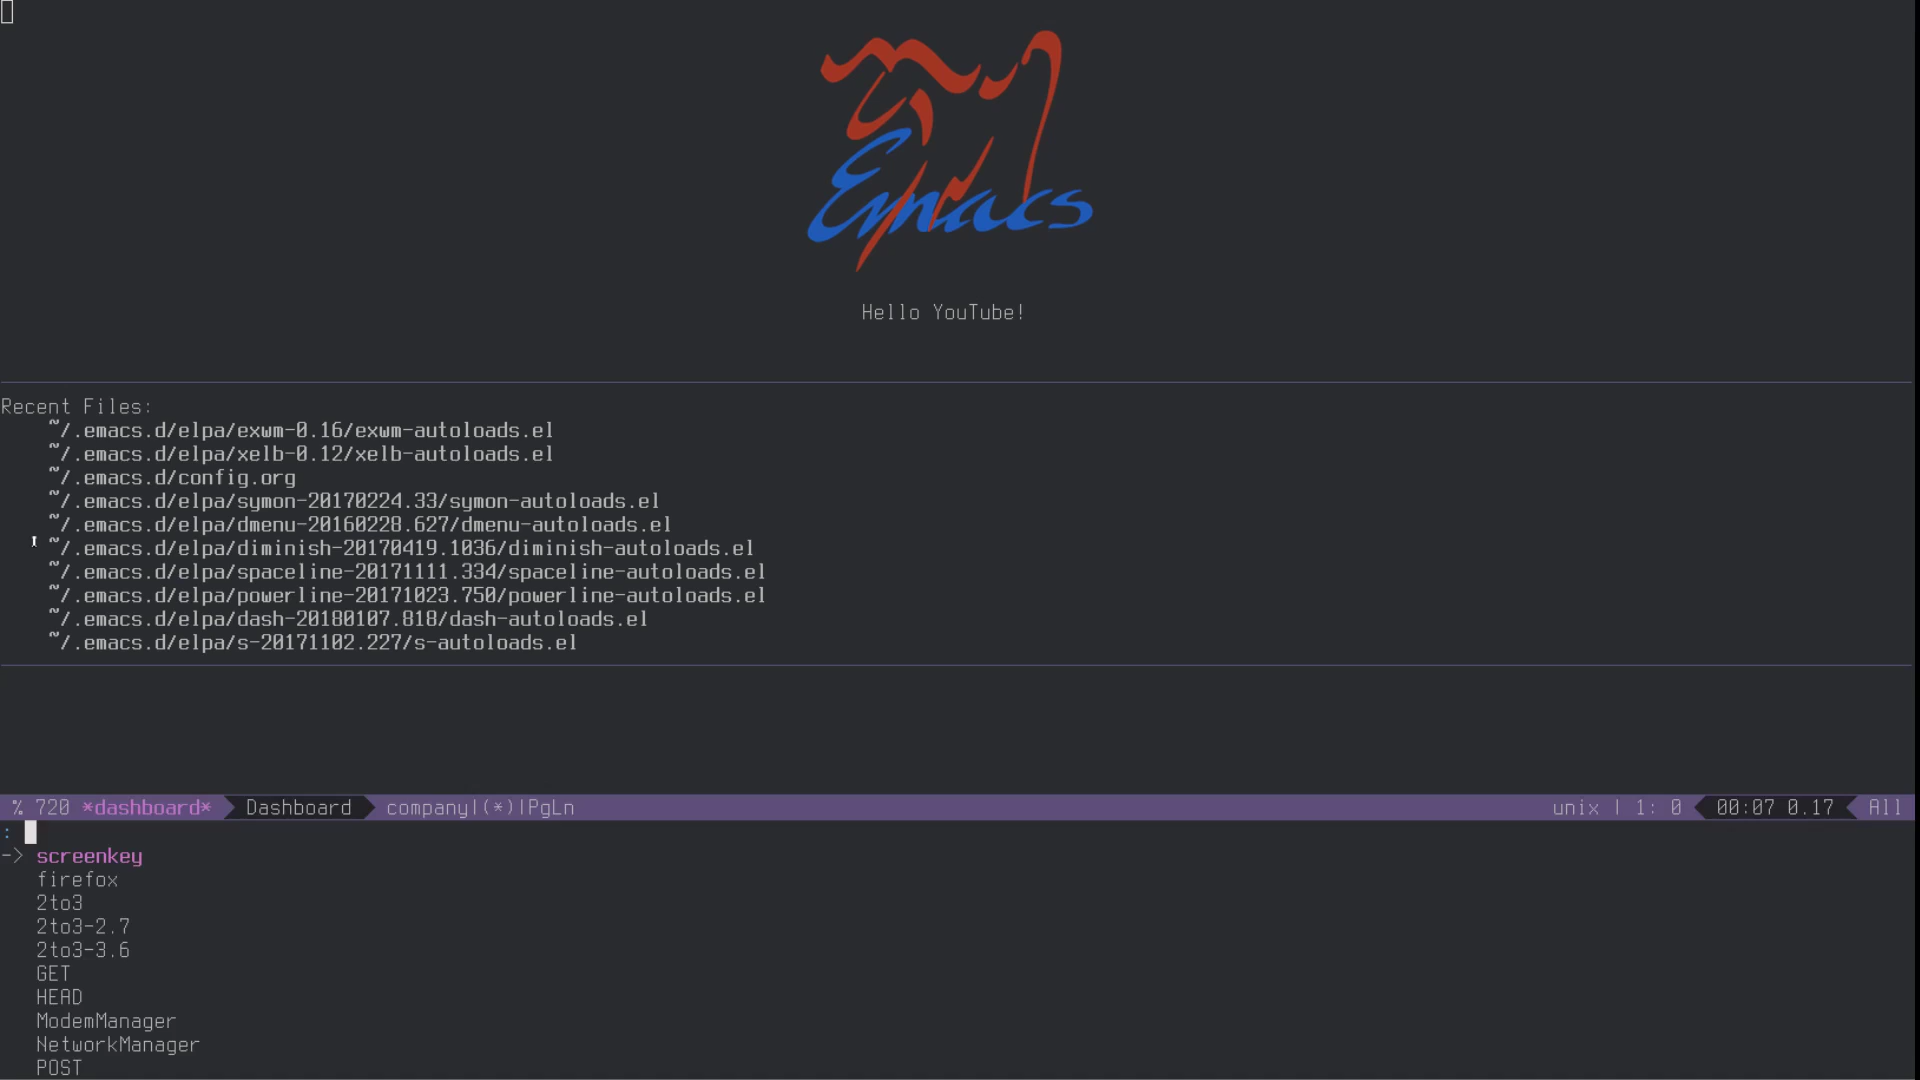 Emacs
Hello YouTube!
Recent Files:
~/.emacs.d/elpa/exwm-0.16/exwm-autoloads.el
~/.emacs.d/elpa/xelb-0.12/xelb-autoloads.el
~/.emacs.d/config.org
~/.emacs.d/elpa/symon-20170224.33/symon-autoloads.el
~/.emacs.d/elpa/dmenu-20160228.627/dmenu-autoloads.el
~/.emacs.d/elpa/diminish-20170419.1036/diminish-autoloads.el
~/.emacs.d/elpa/spaceline-20171111.334/spaceline-autoloads.el
~/.emacs.d/elpa/powerline-20171023.750/powerline-autoloads.el
~/.emacs.d/elpa/dash-20180107.818/dash-autoloads.el
~/.emacs.d/elpa/s-20171102.227/s-autoloads.el
% 720 *dashboard* Dashboard company|(*)|PgLn unix | 1: 0 00:07 0.17 All
:
-> screenkey
firefox
2to3
2to3-2.7
2to3-3.6
GET
HEAD
ModemManager
NetworkManager
POST